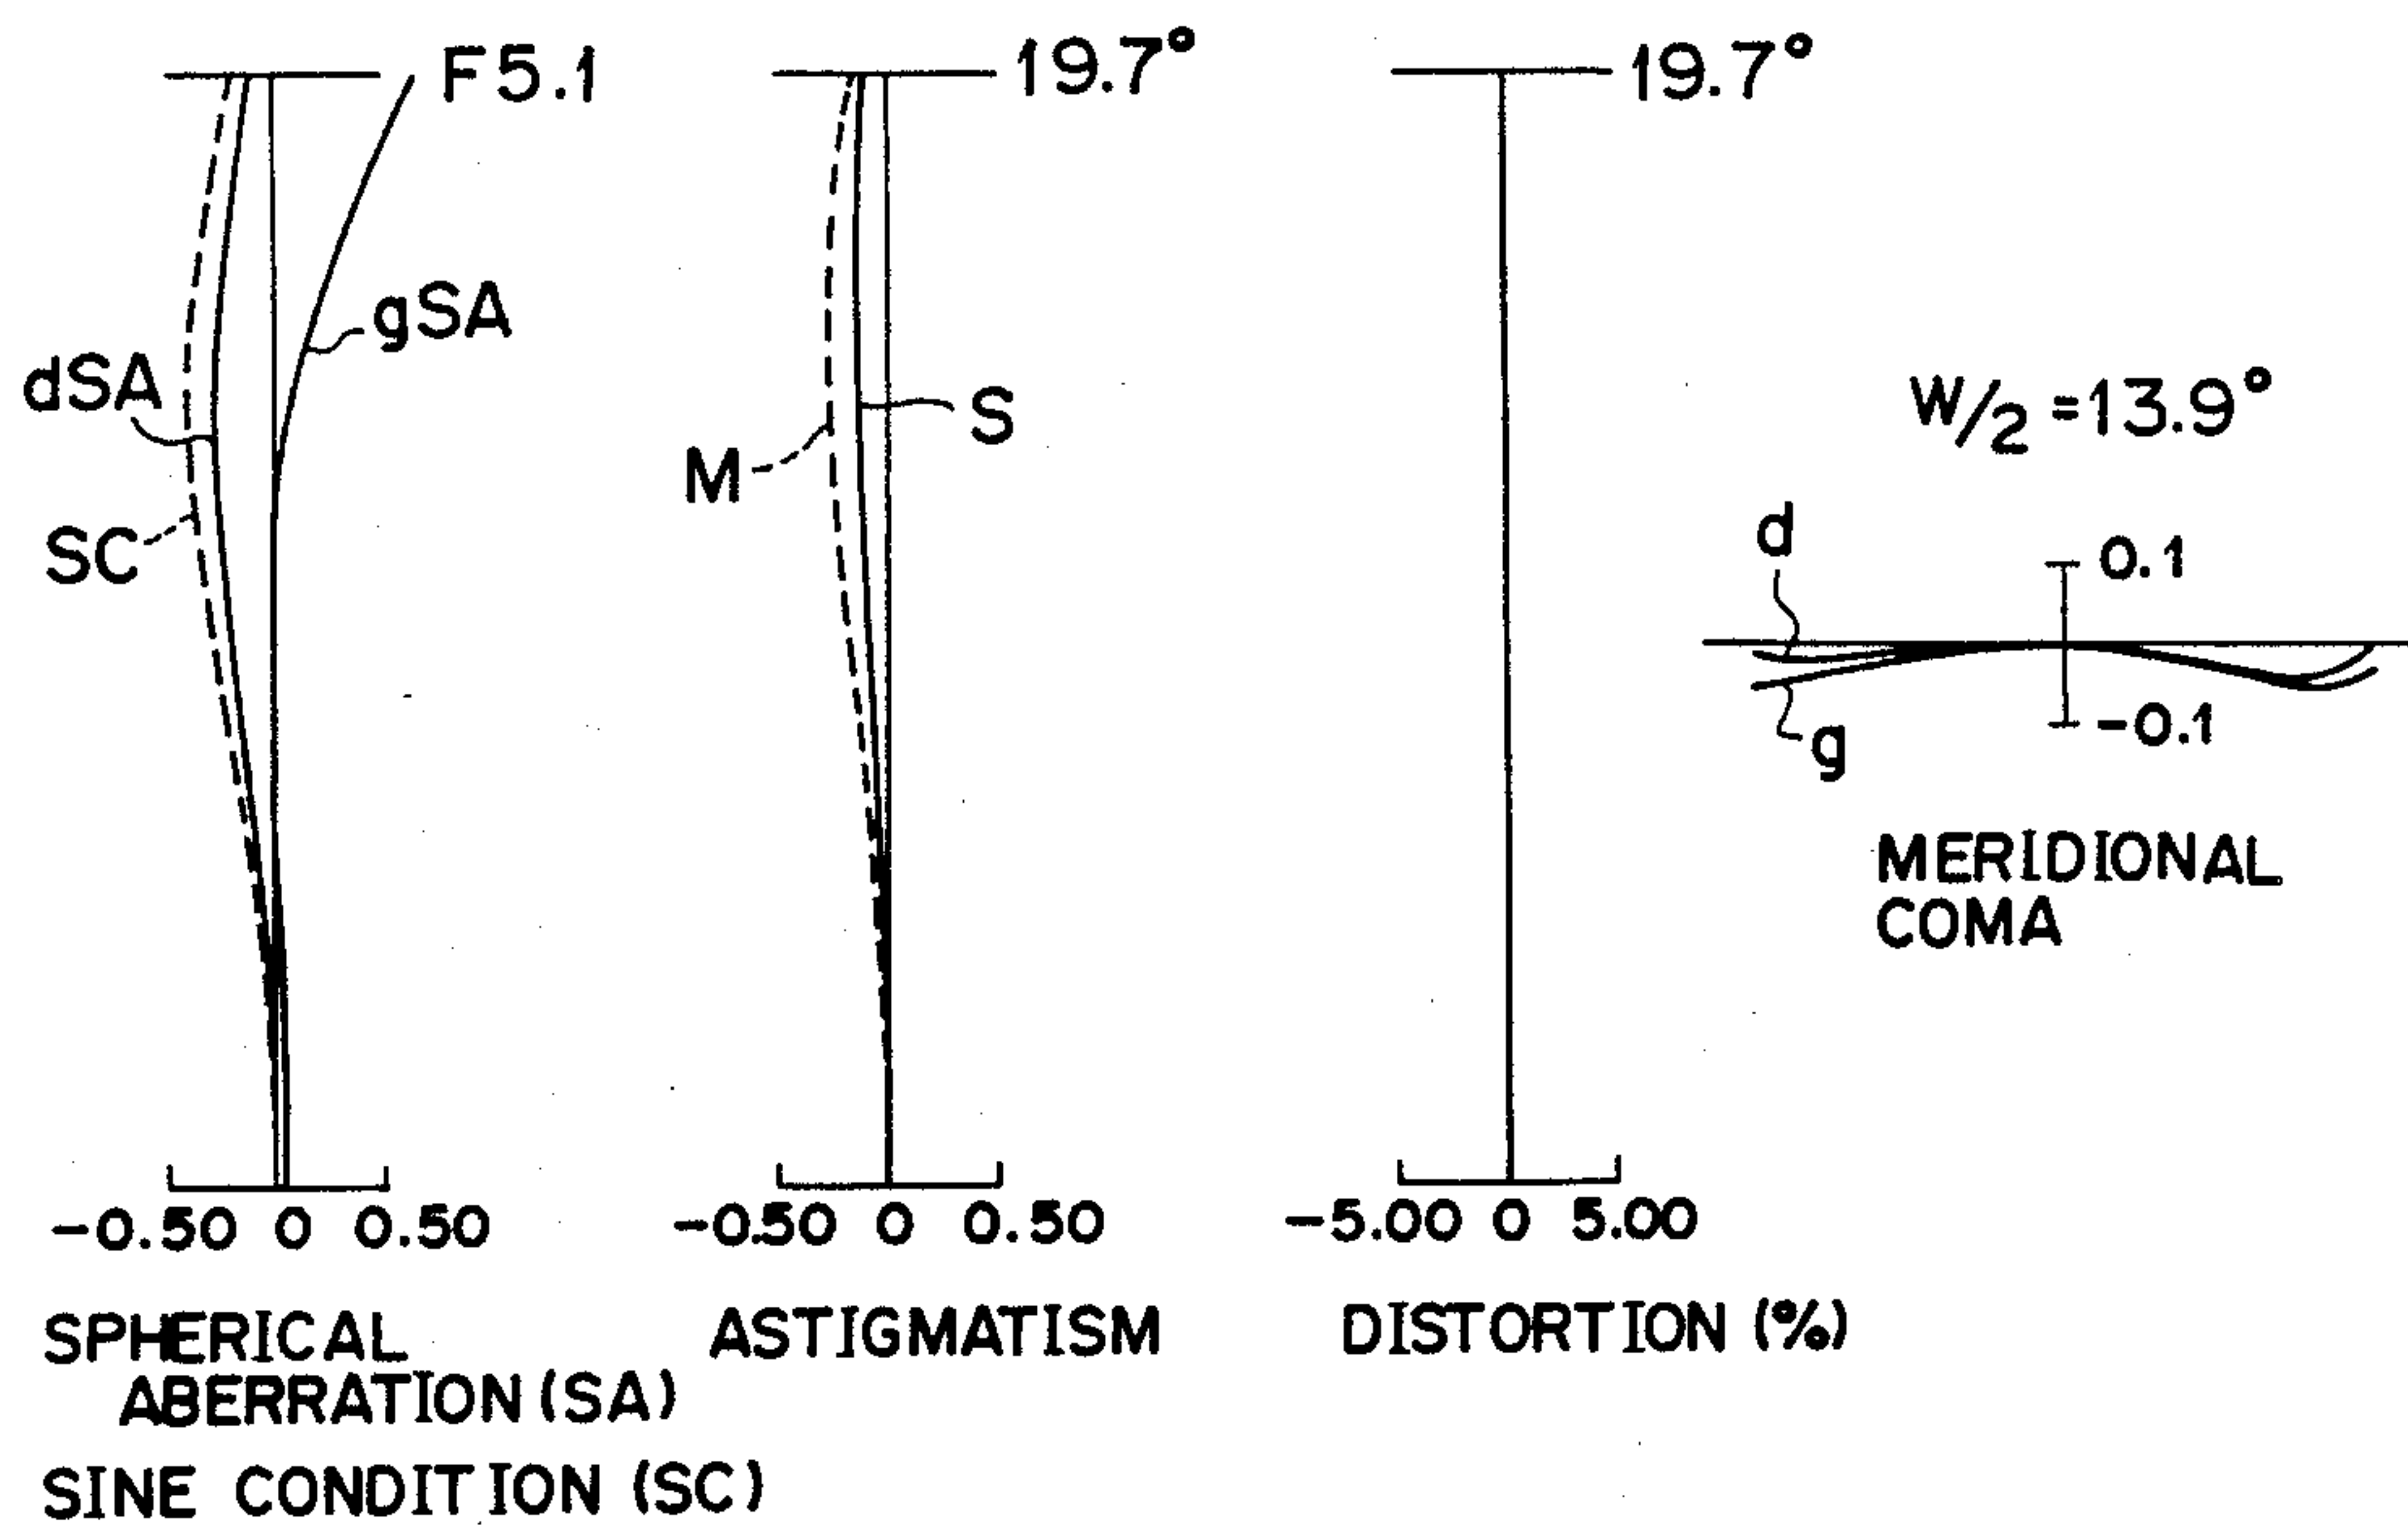 F5.1
gSA
dSA
SC
-0.50 0 0.50
SPHERICAL
ABERRATION (SA)
SINE CONDITION (SC)
19.7°
M
S
-0.50 0 0.50
ASTIGMATISM
19.7°
-5.00 0 5.00
DISTORTION (%)
W/2 =13.9°
d
g
0.1
-0.1
MERIDIONAL
COMA